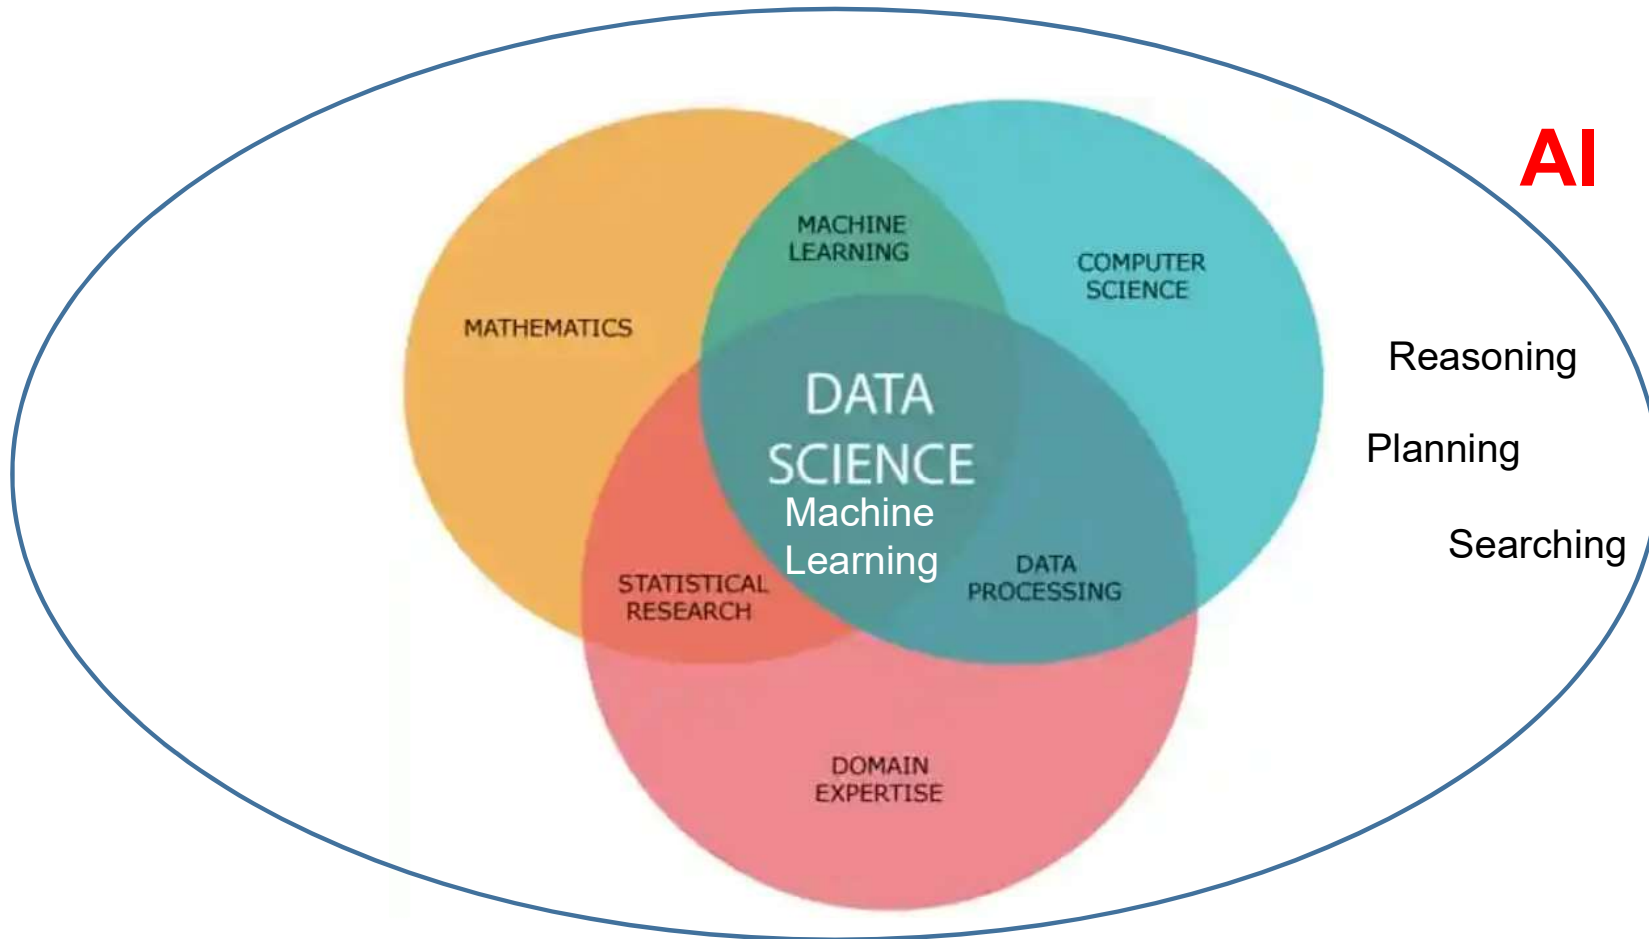 AI
MACHINE
LEARNING
COMPUTER
SCIENCE
MATHEMATICS
Reasoning
DATA
SCIENCE
Planning
Machine
Learning
Searching
STATISTICAL
RESEARCH
DATA
PROCESSING
DOMAIN
EXPERTISE